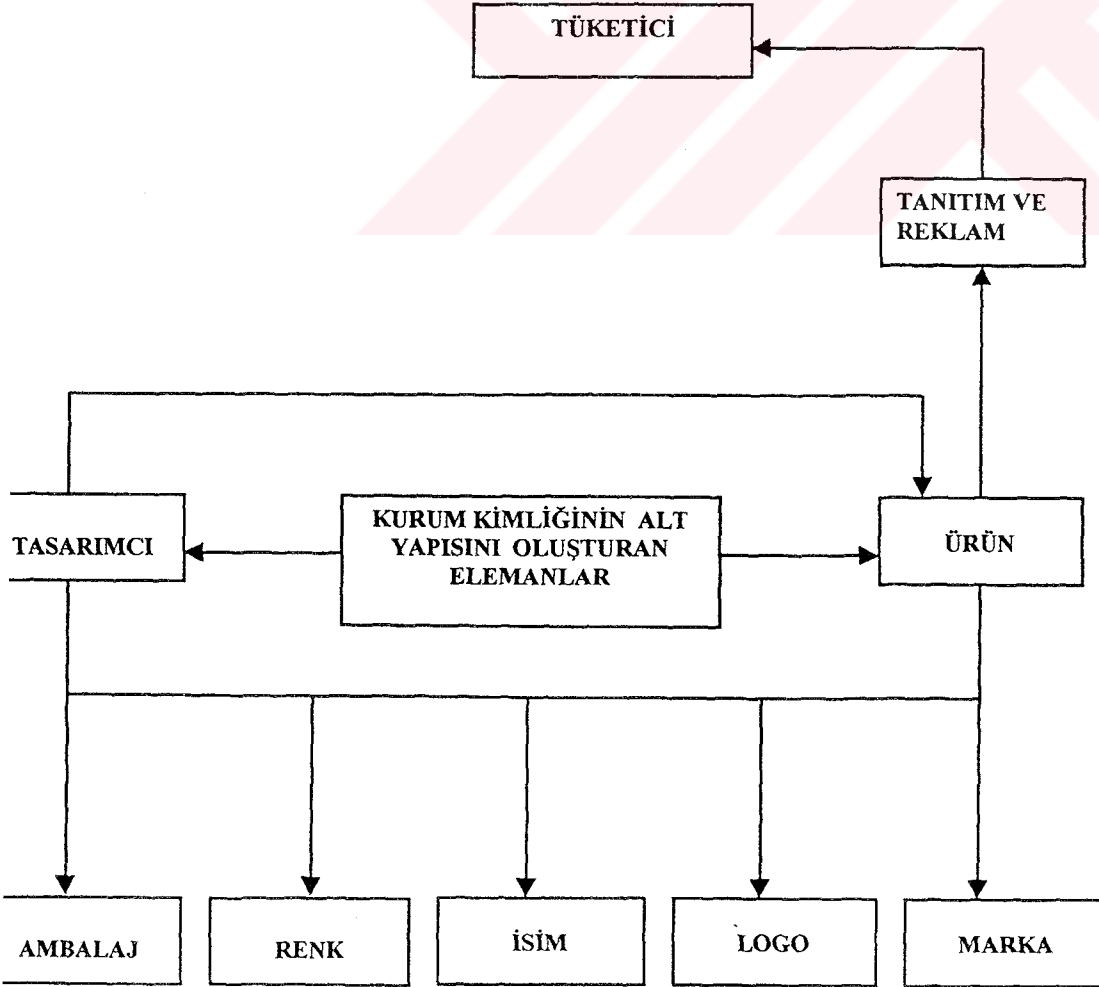 TÜKETİCİ
TANITIM VE
REKLAM
TASARIMCI
KURUM KİMLİĞİNİN ALT
YAPISINI OLUŞTURAN
ELEMANLAR
ÜRÜN
AMBALAJ
RENK
İSİM
LOGO
MARKA